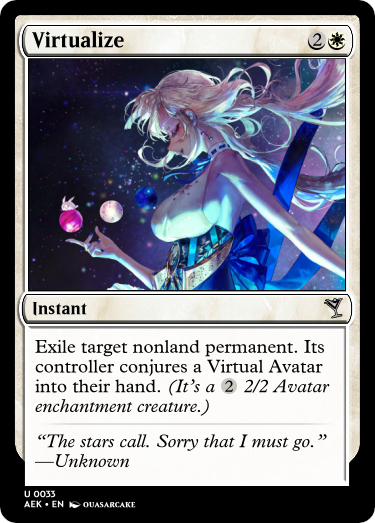 Virtualize 2
Instant
Exile target nonland permanent. Its
controller conjures a Virtual Avatar
into their hand. (It's a 2 2/2 Avatar
enchantment creature.)
“The stars call. Sorry that I must go.”
—Unknown
U 0033
AEK • EN OUASARCAKE